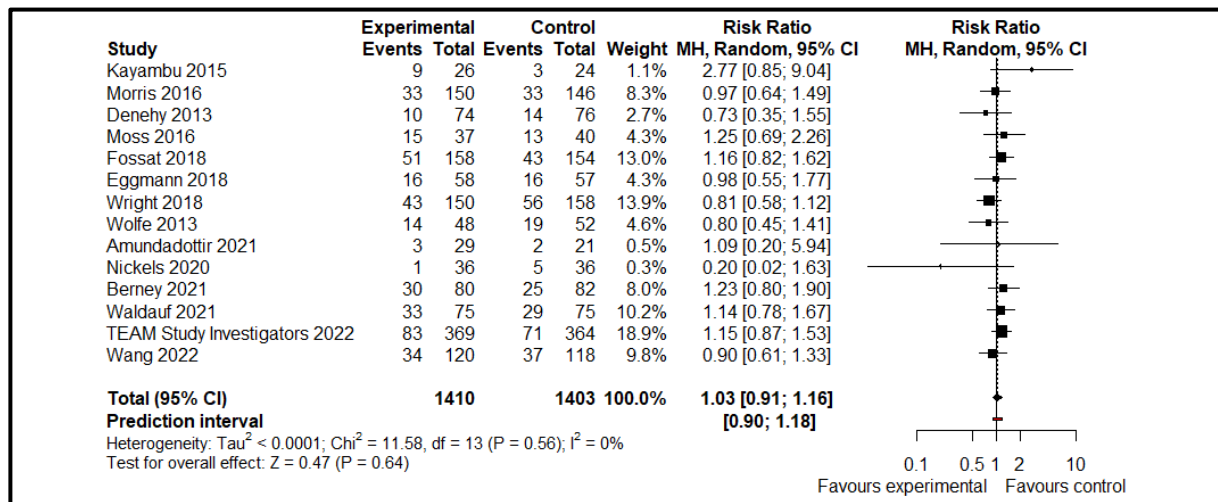 Experimental Control Risk Ratio Risk Ratio
Study Events Total Events Total Weight MH, Random, 95% CI MH, Random, 95% CI
Kayambu 2015 9 26 3 24 1.1% 2.77 [0.85; 9.04]
Morris 2016 33 150 33 146 8.3% 0.97 [0.64; 1.49]
Denehy 2013 10 74 14 76 2.7% 0.73 [0.35; 1.55]
Moss 2016 15 37 13 40 4.3% 1.25 [0.69; 2.26]
Fossat 2018 51 158 43 154 13.0% 1.16 [0.82; 1.62]
Eggmann 2018 16 58 16 57 4.3% 0.98 [0.55; 1.77]
Wright 2018 43 150 56 158 13.9% 0.81 [0.58; 1.12]
Wolfe 2013 14 48 19 52 4.6% 0.80 [0.45; 1.41]
Amundadottir 2021 3 29 2 21 0.5% 1.09 [0.20; 5.94]
Nickels 2020 1 36 5 36 0.3% 0.20 [0.02; 1.63]
Berney 2021 30 80 25 82 8.0% 1.23 [0.80; 1.90]
Waldauf 2021 33 75 29 75 10.2% 1.14 [0.78; 1.67]
TEAM Study Investigators 2022 83 369 71 364 18.9% 1.15 [0.87; 1.53]
Wang 2022 34 120 37 118 9.8% 0.90 [0.61; 1.33]
Total (95% CI) 1410 1403 100.0% 1.03 [0.91; 1.16]
Prediction interval [0.90; 1.18]
Heterogeneity: Tau² < 0.0001; Chi² = 11.58, df = 13 (P = 0.56); I² = 0%
Test for overall effect: Z = 0.47 (P = 0.64)
0.1 0.5 1 2 10
Favours experimental Favours control